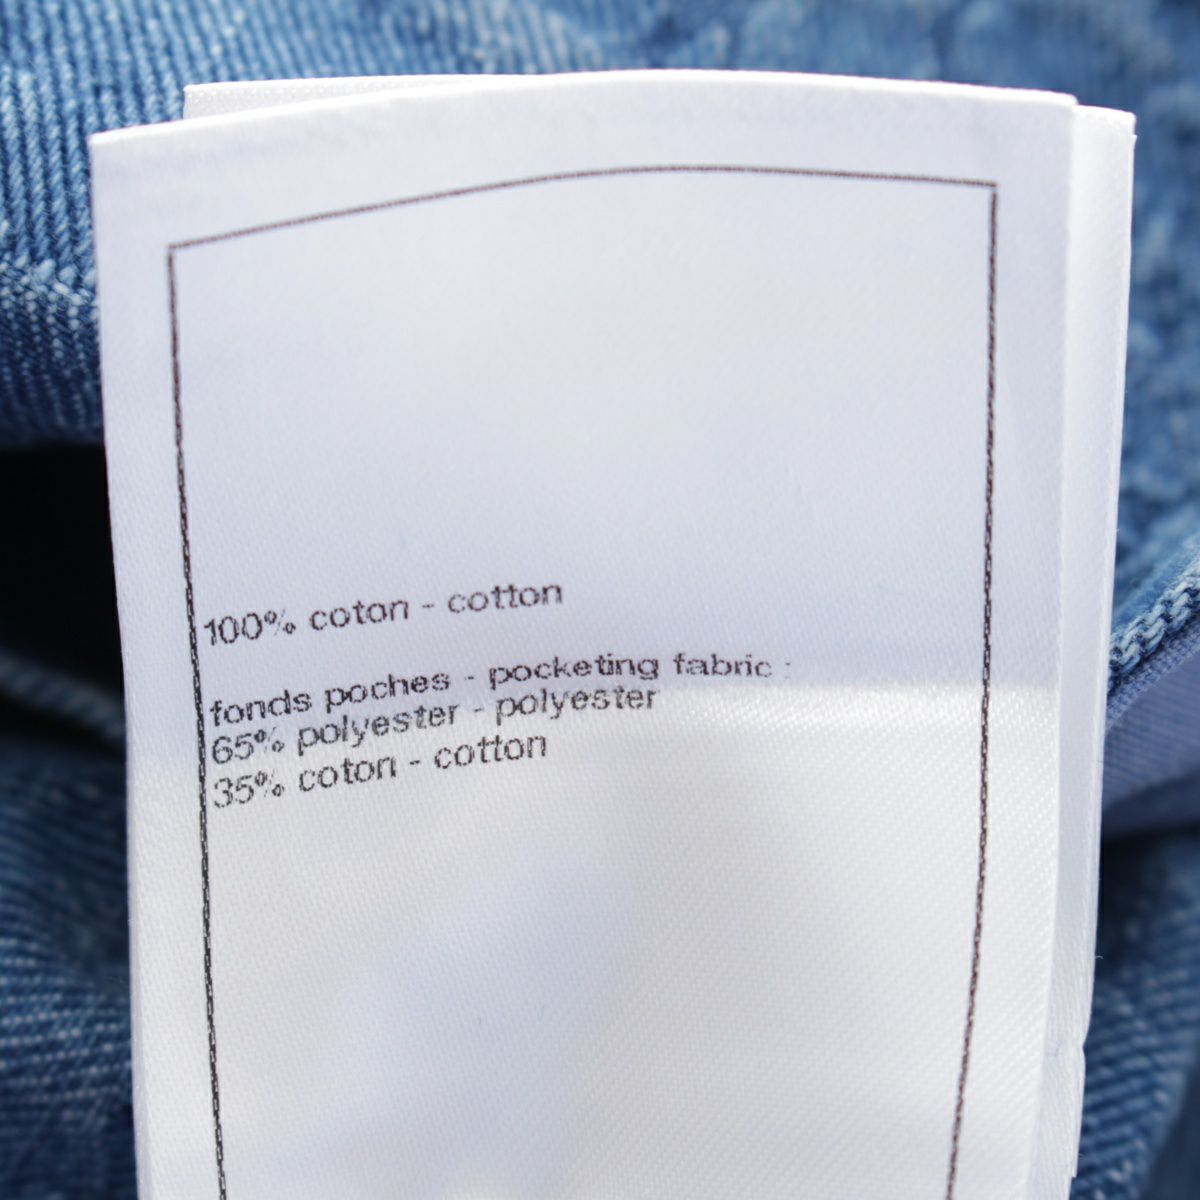 100% coton - cotton
fonds poches - pocketing fabric :
65% polyester - polyester
35% coton - cotton